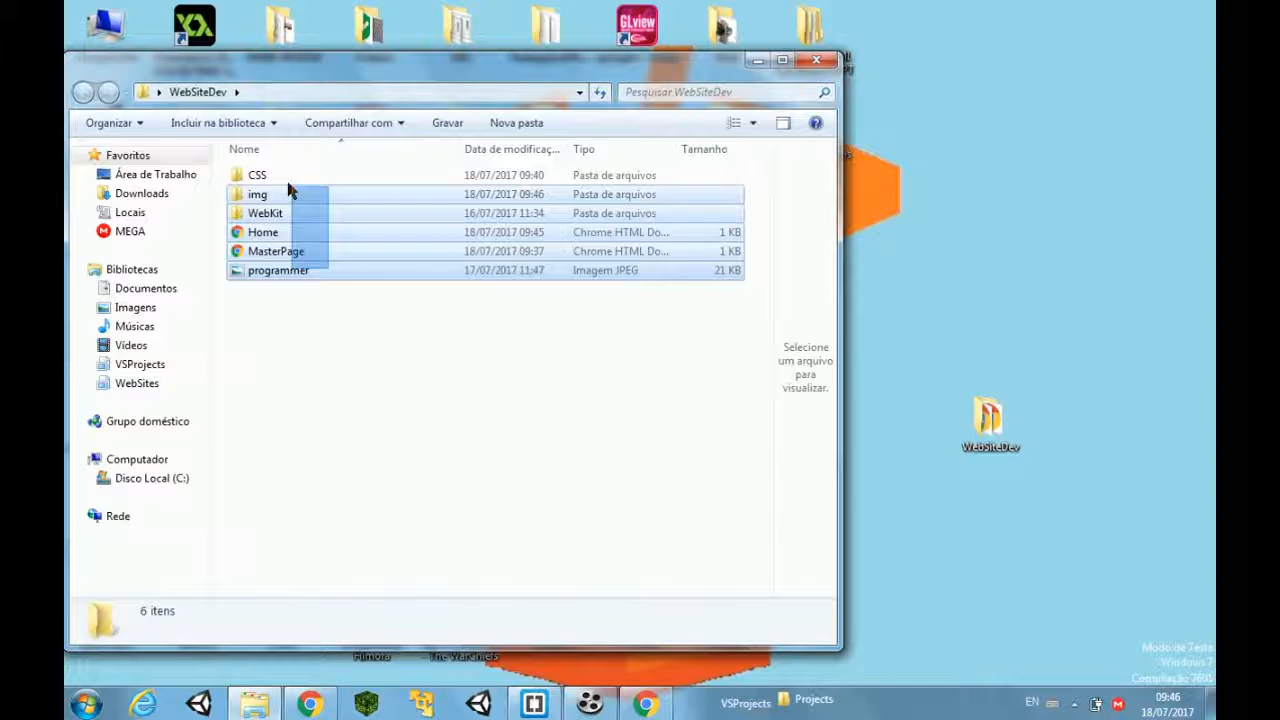 GLview
WebSiteDev
Pesquisar WebSiteDev
Organizar
Incluir na biblioteca
Compartilhar com
Gravar
Nova pasta
Nome
Data de modificaç...
Tipo
Tamanho
Favoritos
Área de Trabalho
Downloads
Locais
MEGA
Bibliotecas
Documentos
Imagens
Músicas
Vídeos
VSProjects
WebSites
Grupo doméstico
Computador
Disco Local (C:)
Rede
CSS 18/07/2017 09:40 Pasta de arquivos
img 18/07/2017 09:46 Pasta de arquivos
WebKit 16/07/2017 11:34 Pasta de arquivos
Home 18/07/2017 09:45 Chrome HTML Do... 1 KB
MasterPage 18/07/2017 09:37 Chrome HTML Do... 1 KB
programmer 17/07/2017 11:47 Imagem JPEG 21 KB
Selecione
um arquivo
para
visualizar.
6 itens
WebSiteDev
Filmora
The WarChiefs
Modo de Teste
Windows 7
Compilação 7601
VSProjects
Projects
EN
09:46
18/07/2017